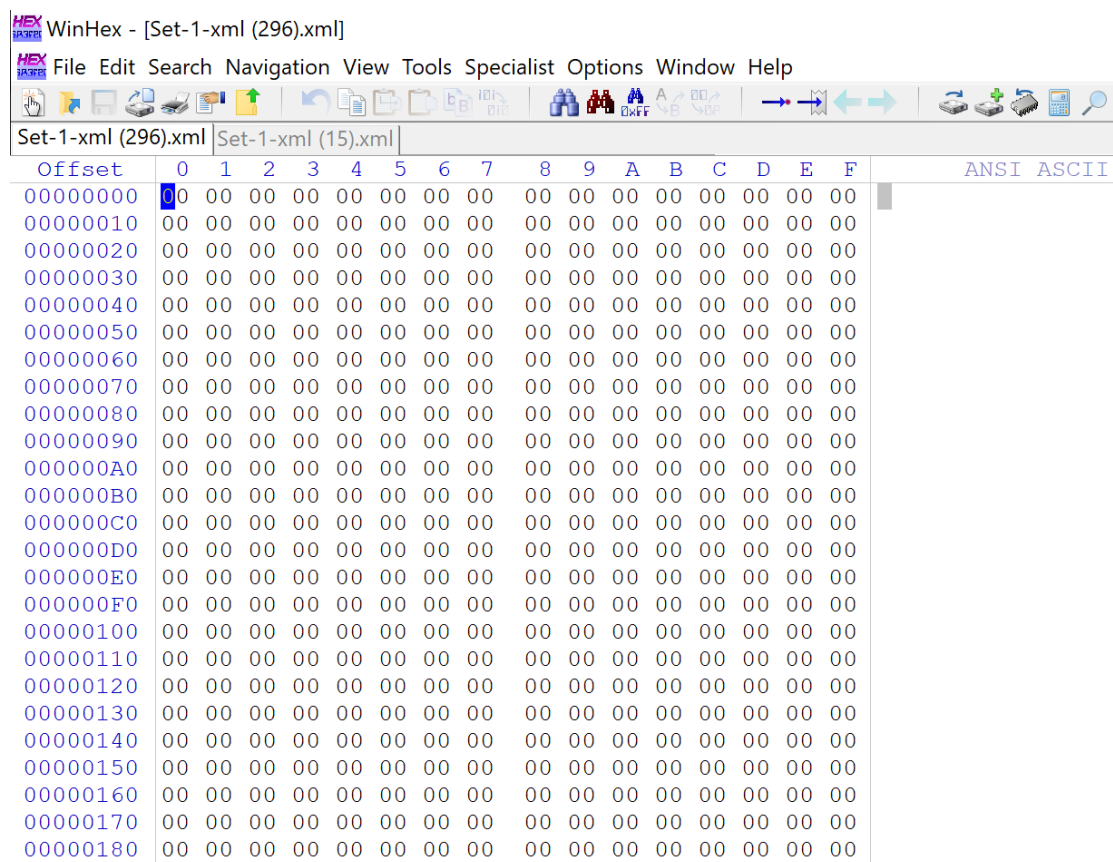 HEX WinHex - [Set-1-xml (296).xml]
HEX File Edit Search Navigation View Tools Specialist Options Window Help
Set-1-xml (296).xml Set-1-xml (15).xml
Offset 0 1 2 3 4 5 6 7 8 9 A B C D E F ANSI ASCII
00000000 00 00 00 00 00 00 00 00 00 00 00 00 00 00 00 00
00000010 00 00 00 00 00 00 00 00 00 00 00 00 00 00 00 00
00000020 00 00 00 00 00 00 00 00 00 00 00 00 00 00 00 00
00000030 00 00 00 00 00 00 00 00 00 00 00 00 00 00 00 00
00000040 00 00 00 00 00 00 00 00 00 00 00 00 00 00 00 00
00000050 00 00 00 00 00 00 00 00 00 00 00 00 00 00 00 00
00000060 00 00 00 00 00 00 00 00 00 00 00 00 00 00 00 00
00000070 00 00 00 00 00 00 00 00 00 00 00 00 00 00 00 00
00000080 00 00 00 00 00 00 00 00 00 00 00 00 00 00 00 00
00000090 00 00 00 00 00 00 00 00 00 00 00 00 00 00 00 00
000000A0 00 00 00 00 00 00 00 00 00 00 00 00 00 00 00 00
000000B0 00 00 00 00 00 00 00 00 00 00 00 00 00 00 00 00
000000C0 00 00 00 00 00 00 00 00 00 00 00 00 00 00 00 00
000000D0 00 00 00 00 00 00 00 00 00 00 00 00 00 00 00 00
000000E0 00 00 00 00 00 00 00 00 00 00 00 00 00 00 00 00
000000F0 00 00 00 00 00 00 00 00 00 00 00 00 00 00 00 00
00000100 00 00 00 00 00 00 00 00 00 00 00 00 00 00 00 00
00000110 00 00 00 00 00 00 00 00 00 00 00 00 00 00 00 00
00000120 00 00 00 00 00 00 00 00 00 00 00 00 00 00 00 00
00000130 00 00 00 00 00 00 00 00 00 00 00 00 00 00 00 00
00000140 00 00 00 00 00 00 00 00 00 00 00 00 00 00 00 00
00000150 00 00 00 00 00 00 00 00 00 00 00 00 00 00 00 00
00000160 00 00 00 00 00 00 00 00 00 00 00 00 00 00 00 00
00000170 00 00 00 00 00 00 00 00 00 00 00 00 00 00 00 00
00000180 00 00 00 00 00 00 00 00 00 00 00 00 00 00 00 00